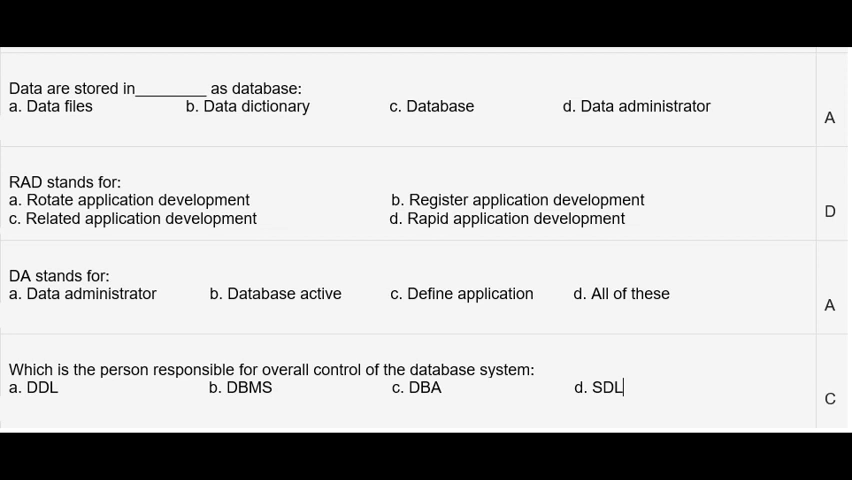 Data are stored in________ as database:
a. Data files b. Data dictionary c. Database d. Data administrator
A
RAD stands for:
a. Rotate application development b. Register application development
c. Related application development d. Rapid application development
D
DA stands for:
a. Data administrator b. Database active c. Define application d. All of these
A
Which is the person responsible for overall control of the database system:
a. DDL b. DBMS c. DBA d. SDL
C